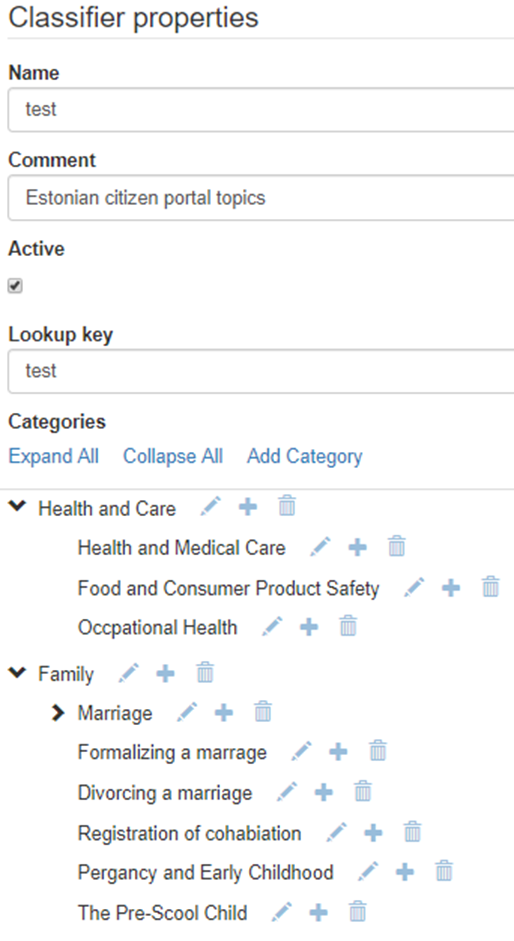 Classifier properties
Name
test
Comment
Estonian citizen portal topics
Active
Lookup key
test
Categories
Expand All Collapse All Add Category
Health and Care
Health and Medical Care
Food and Consumer Product Safety
Occpational Health
Family
Marriage
Formalizing a marrage
Divorcing a marriage
Registration of cohabiation
Pergancy and Early Childhood
The Pre-Scool Child